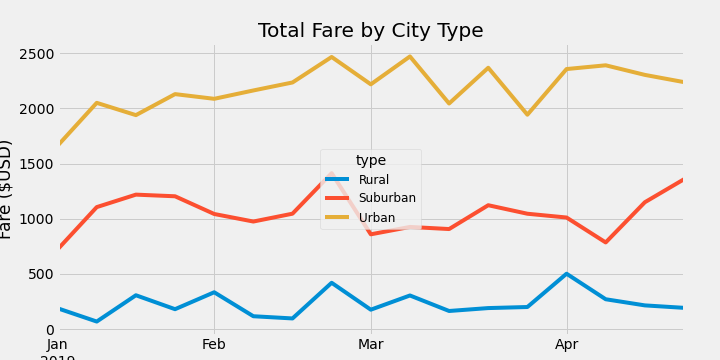 Total Fare by City Type
Fare ($USD)
2500
2000
1500
1000
500
0
type
Rural
Suburban
Urban
Jan
Feb
Mar
Apr
2019